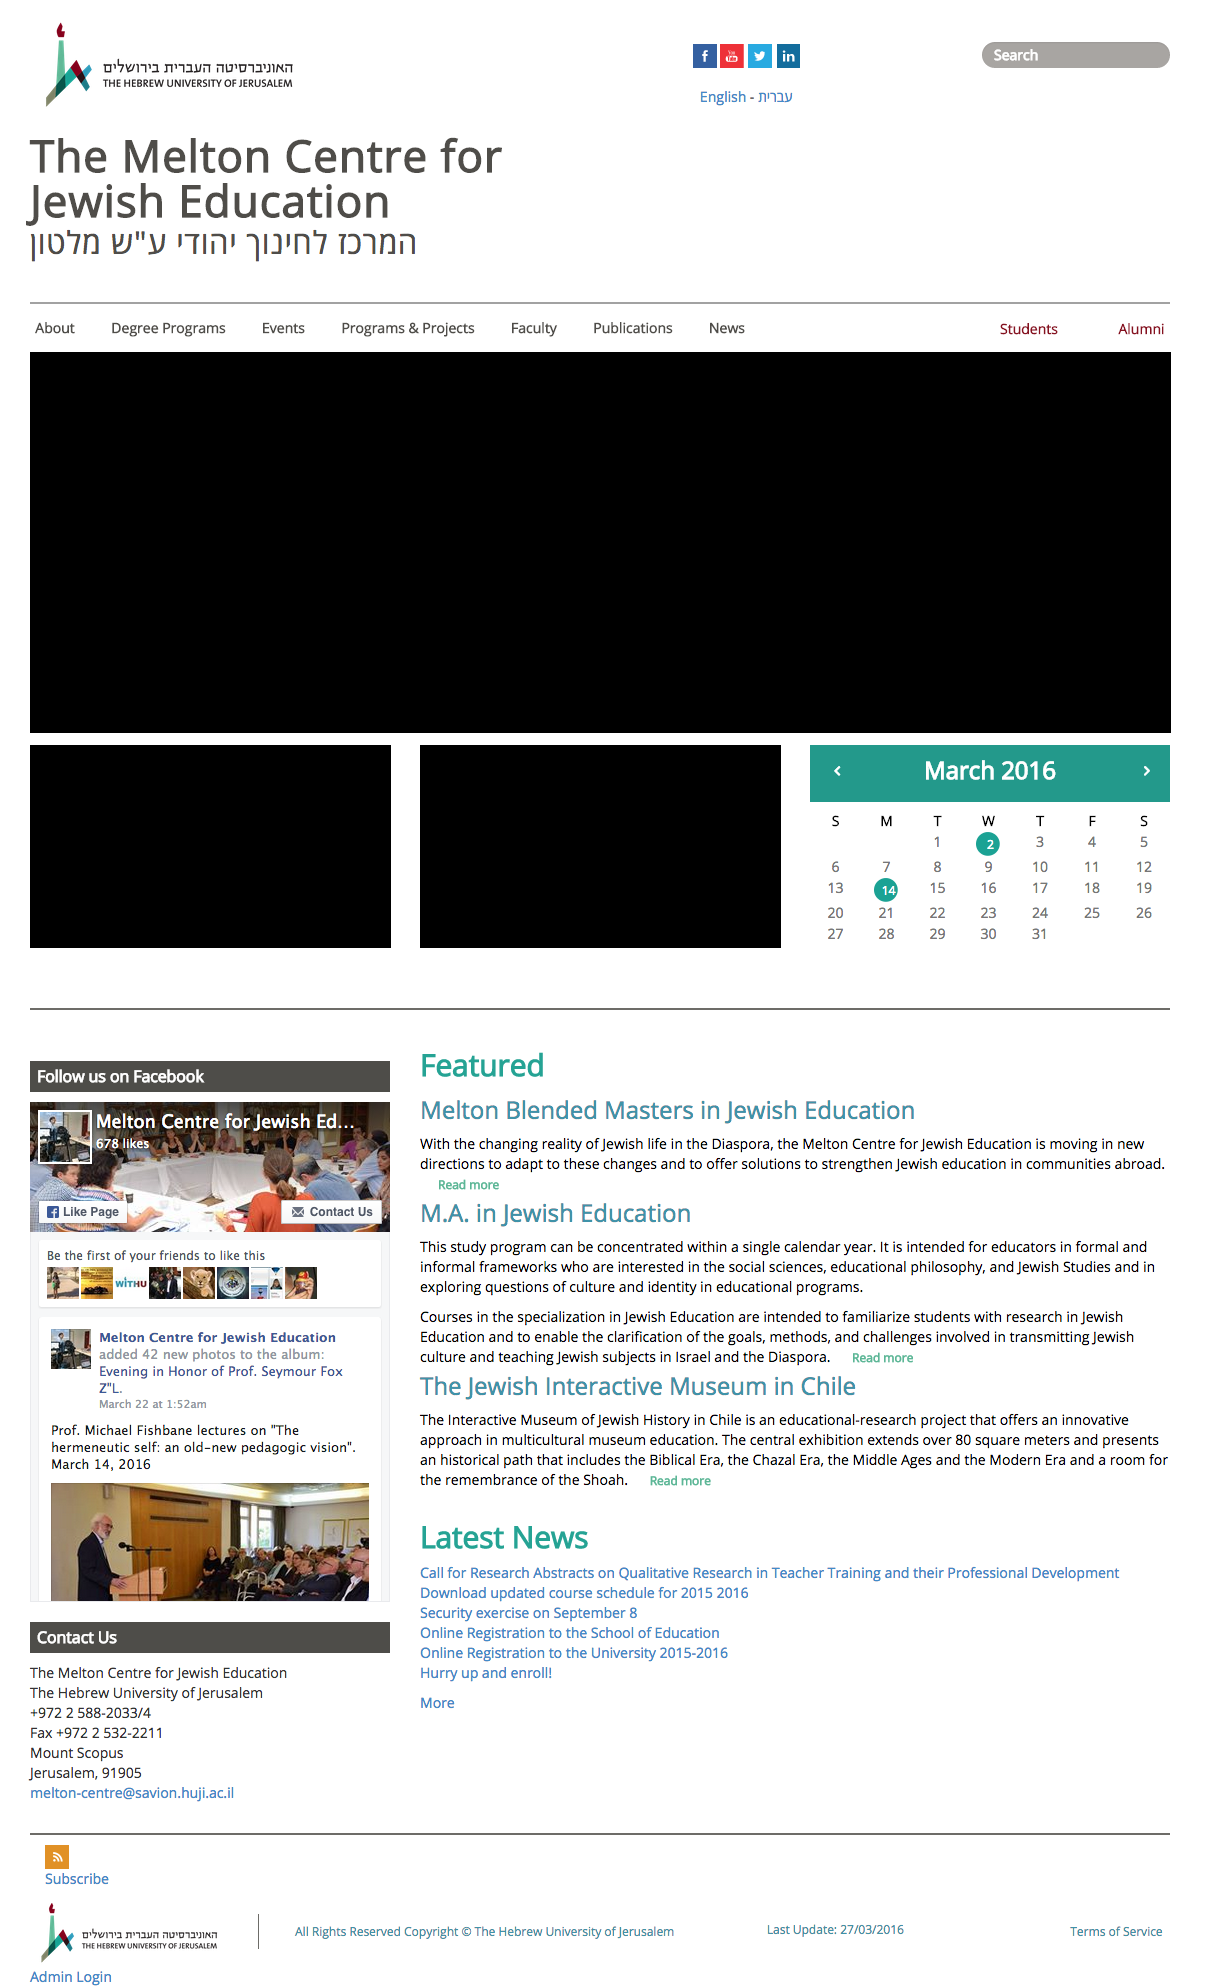 האוניברסיטה העברית בירושלים
THE HEBREW UNIVERSITY OF JERUSALEM
Search
English - עברית
The Melton Centre for
Jewish Education
המרכז לחינוך יהודי ע"ש מלטון
About Degree Programs Events Programs & Projects Faculty Publications News Students Alumni
March 2016
S M T W T F S
1 2 3 4 5
6 7 8 9 10 11 12
13 14 15 16 17 18 19
20 21 22 23 24 25 26
27 28 29 30 31
Follow us on Facebook
Melton Centre for Jewish Ed...
678 likes
Like Page
Contact Us
Be the first of your friends to like this
WITHU
Melton Centre for Jewish Education
added 42 new photos to the album:
Evening in Honor of Prof. Seymour Fox
Z"L.
March 22 at 1:52am
Prof. Michael Fishbane lectures on "The
hermeneutic self: an old-new pedagogic vision".
March 14, 2016
Contact Us
The Melton Centre for Jewish Education
The Hebrew University of Jerusalem
+972 2 588-2033/4
Fax +972 2 532-2211
Mount Scopus
Jerusalem, 91905
melton-centre@savion.huji.ac.il
Featured
Melton Blended Masters in Jewish Education
With the changing reality of Jewish life in the Diaspora, the Melton Centre for Jewish Education is moving in new
directions to adapt to these changes and to offer solutions to strengthen Jewish education in communities abroad.
Read more
M.A. in Jewish Education
This study program can be concentrated within a single calendar year. It is intended for educators in formal and
informal frameworks who are interested in the social sciences, educational philosophy, and Jewish Studies and in
exploring questions of culture and identity in educational programs.
Courses in the specialization in Jewish Education are intended to familiarize students with research in Jewish
Education and to enable the clarification of the goals, methods, and challenges involved in transmitting Jewish
culture and teaching Jewish subjects in Israel and the Diaspora. Read more
The Jewish Interactive Museum in Chile
The Interactive Museum of Jewish History in Chile is an educational-research project that offers an innovative
approach in multicultural museum education. The central exhibition extends over 80 square meters and presents
an historical path that includes the Biblical Era, the Chazal Era, the Middle Ages and the Modern Era and a room for
the remembrance of the Shoah. Read more
Latest News
Call for Research Abstracts on Qualitative Research in Teacher Training and their Professional Development
Download updated course schedule for 2015 2016
Security exercise on September 8
Online Registration to the School of Education
Online Registration to the University 2015-2016
Hurry up and enroll!
More
Subscribe
האוניברסיטה העברית בירושלים
THE HEBREW UNIVERSITY OF JERUSALEM
All Rights Reserved Copyright © The Hebrew University of Jerusalem
Last Update: 27/03/2016
Terms of Service
Admin Login